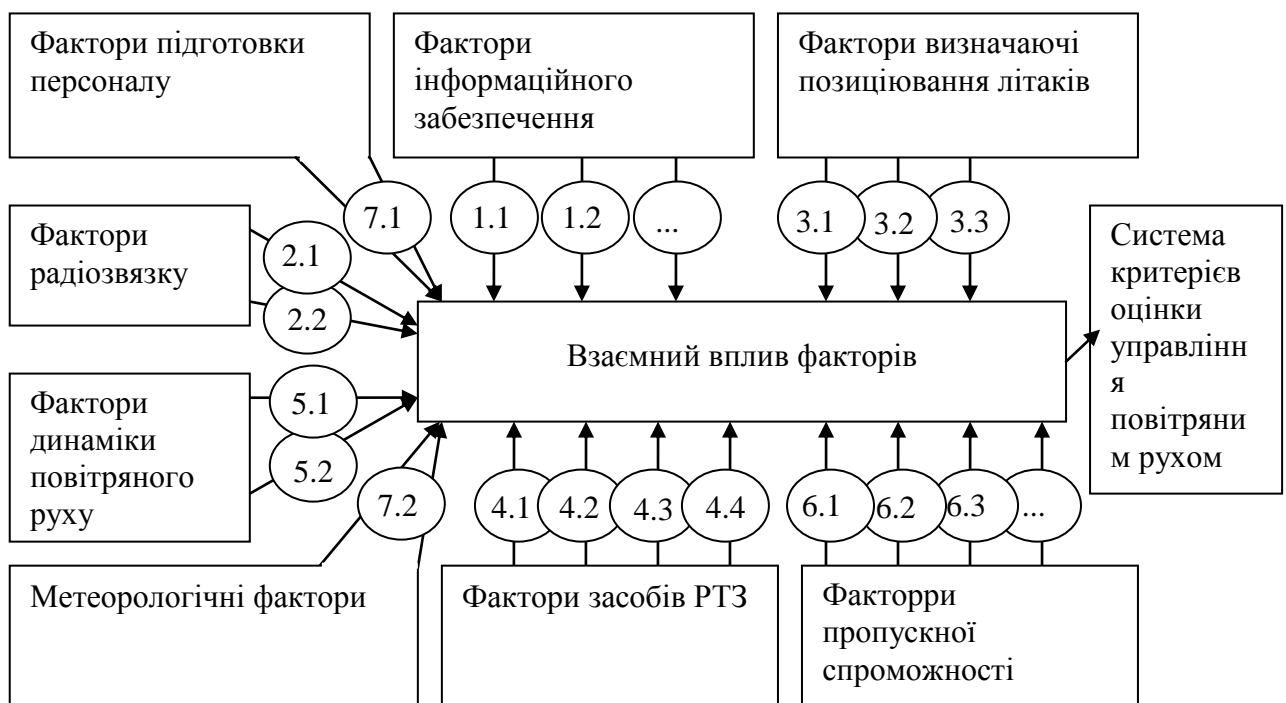 Фактори підготовки
персоналу
Фактори
інформаційного
забезпечення
Фактори визначаючі
позиціювання літаків
7.1
1.1
1.2
...
3.1
3.2
3.3
Фактори
радіозвязку
2.1
2.2
Система
критерієв
оцінки
управлінн
я
повітряни
м рухом
Взаємний вплив факторів
Фактори
динаміки
повітряного
руху
5.1
5.2
7.2
4.1
4.2
4.3
4.4
6.1
6.2
6.3
...
Метеорологічні фактори
Фактори засобів РТЗ
Факторри
пропускної
спроможності